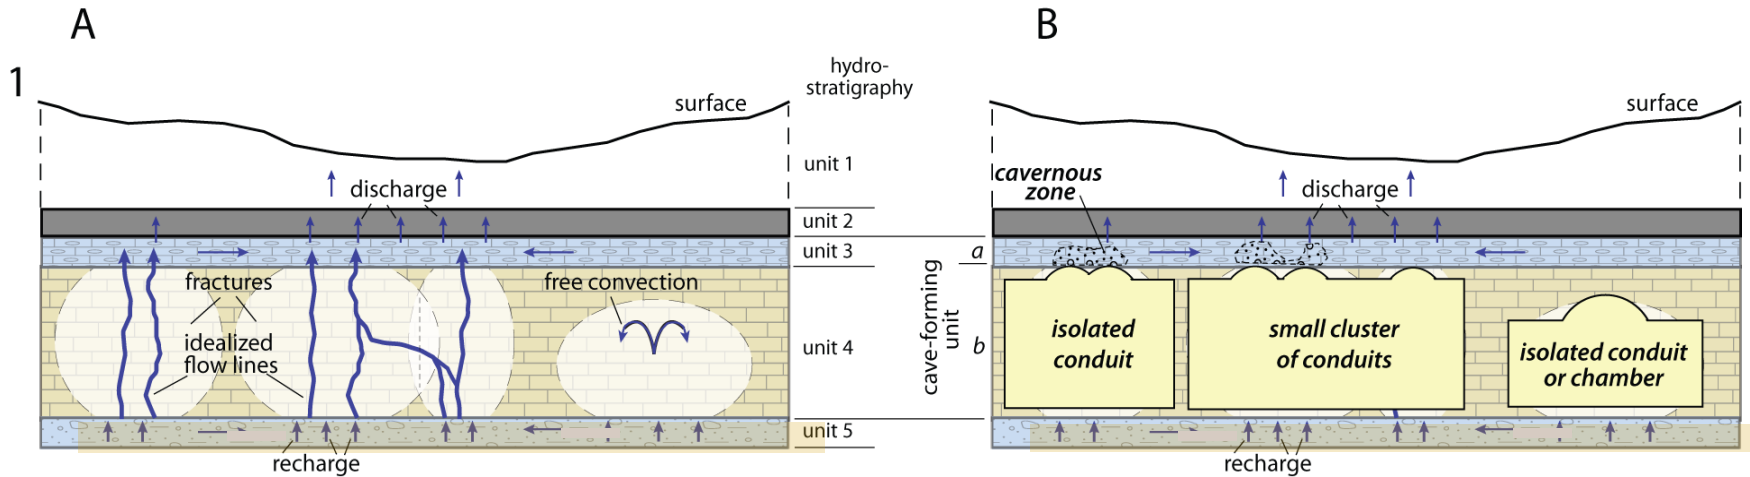 A
B
1
hydro-
stratigraphy
surface
unit 1
discharge
unit 2
unit 3
fractures
free convection
idealized
flow lines
unit 4
unit 5
recharge
surface
cavernous
zone
discharge
a
cave-forming
unit
b
isolated
conduit
small cluster
of conduits
isolated conduit
or chamber
recharge